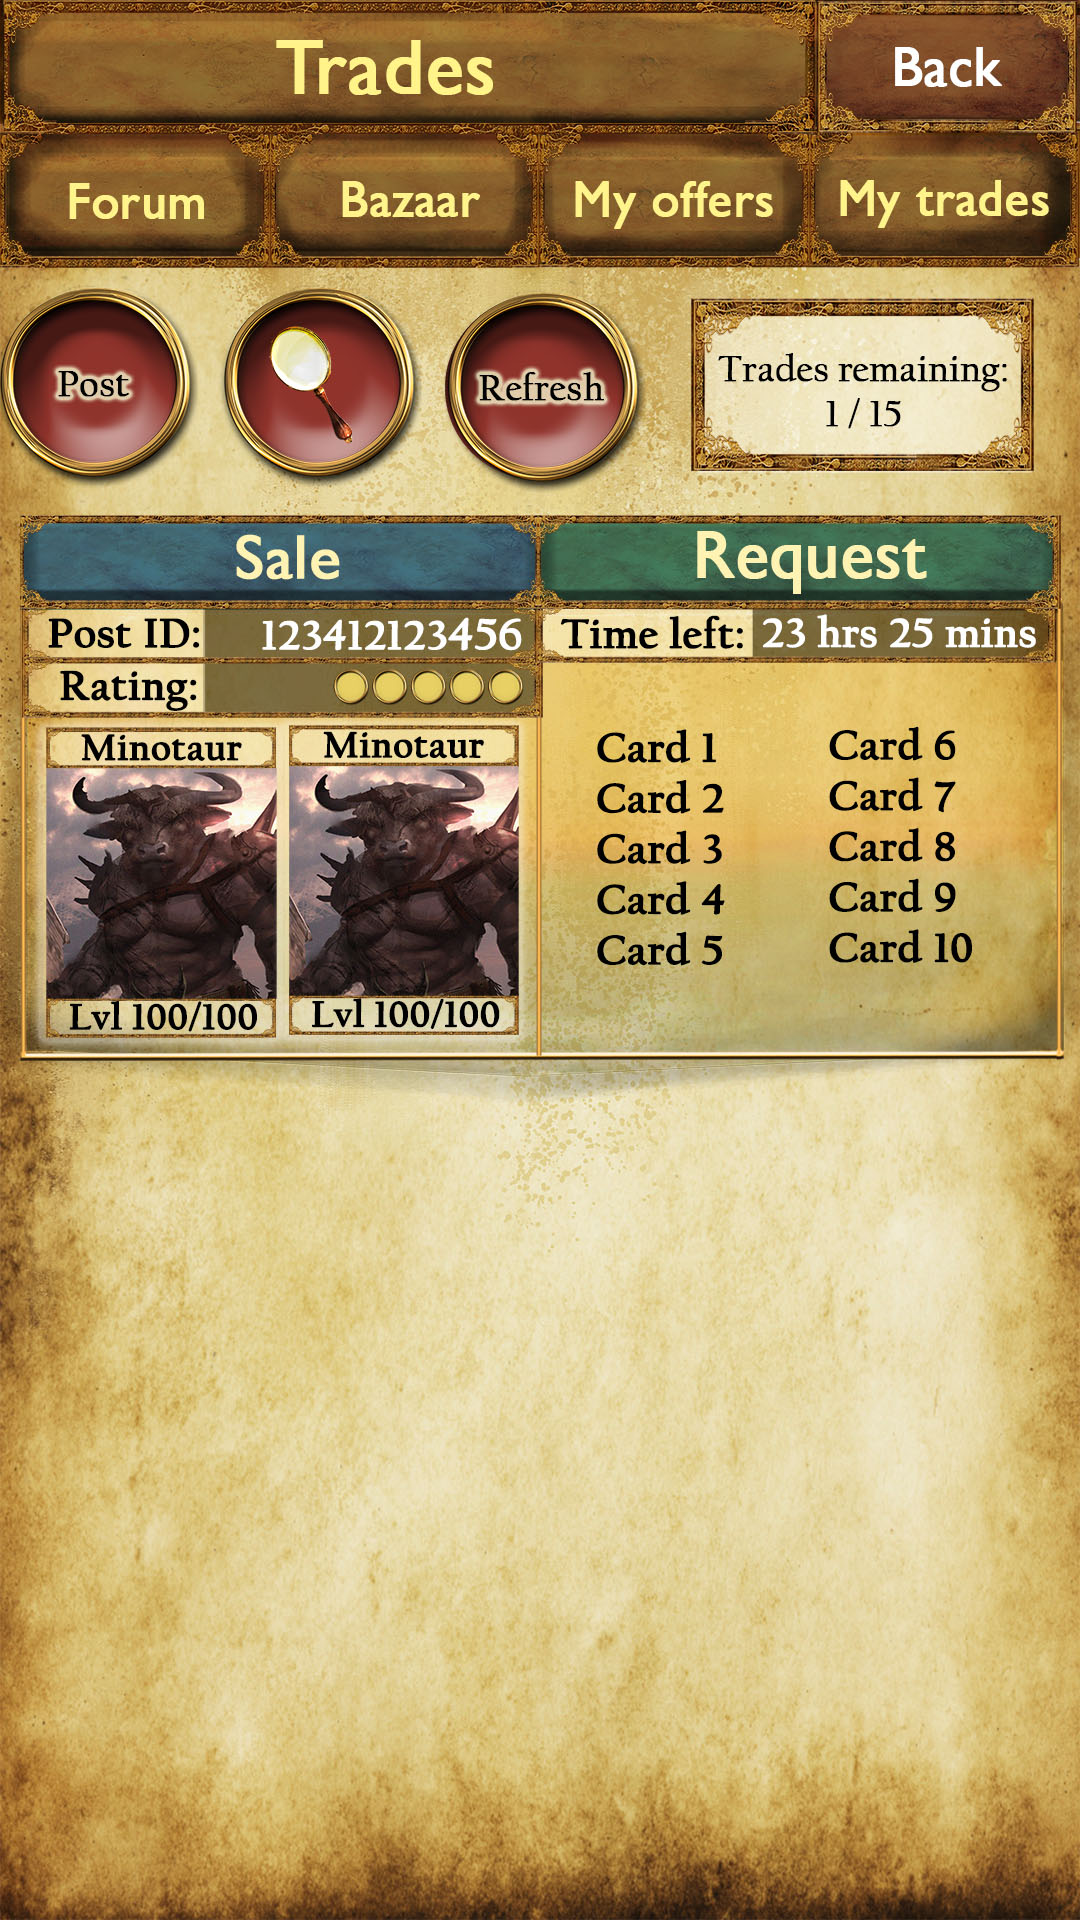 Trades
Back
Forum
Bazaar
My offers
My trades
Post
Refresh
Trades remaining:
1 / 15
Sale
Request
Post ID: 123412123456
Time left: 23 hrs 25 mins
Rating:
Minotaur
Minotaur
Lvl 100/100
Lvl 100/100
Card 1
Card 2
Card 3
Card 4
Card 5
Card 6
Card 7
Card 8
Card 9
Card 10